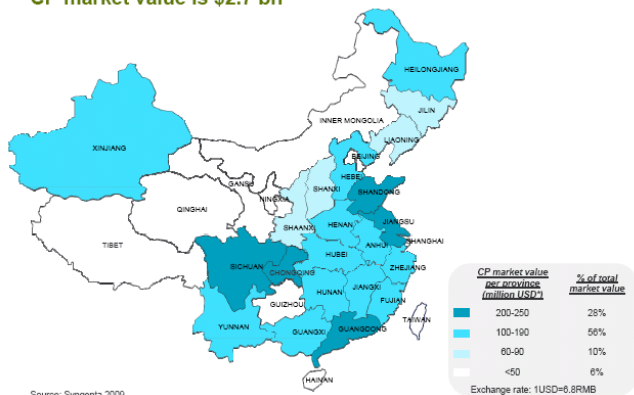 CP market value is $2.7 bn
HEILONGJIANG
JILIN
INNER MONGOLIA
LIAONING
XINJIANG
BEIJING
HEBEI
GANSU
NINGXIA
SHANXI
SHANDONG
QINGHAI
SHAANXI
HENAN
JIANGSU
TIBET
ANHUI
SHANGHAI
SICHUAN
HUBEI
CHONGQING
ZHEJIANG
HUNAN
JIANGXI
GUIZHOU
FUJIAN
YUNNAN
GUANGXI
GUANGDONG
TAIWAN
HAINAN
CP market value per province (million USD*)
% of total market value
200-250 28%
100-190 56%
60-90 10%
<50 6%
Exchange rate: 1USD=6.8RMB
Source: Syngenta 2009